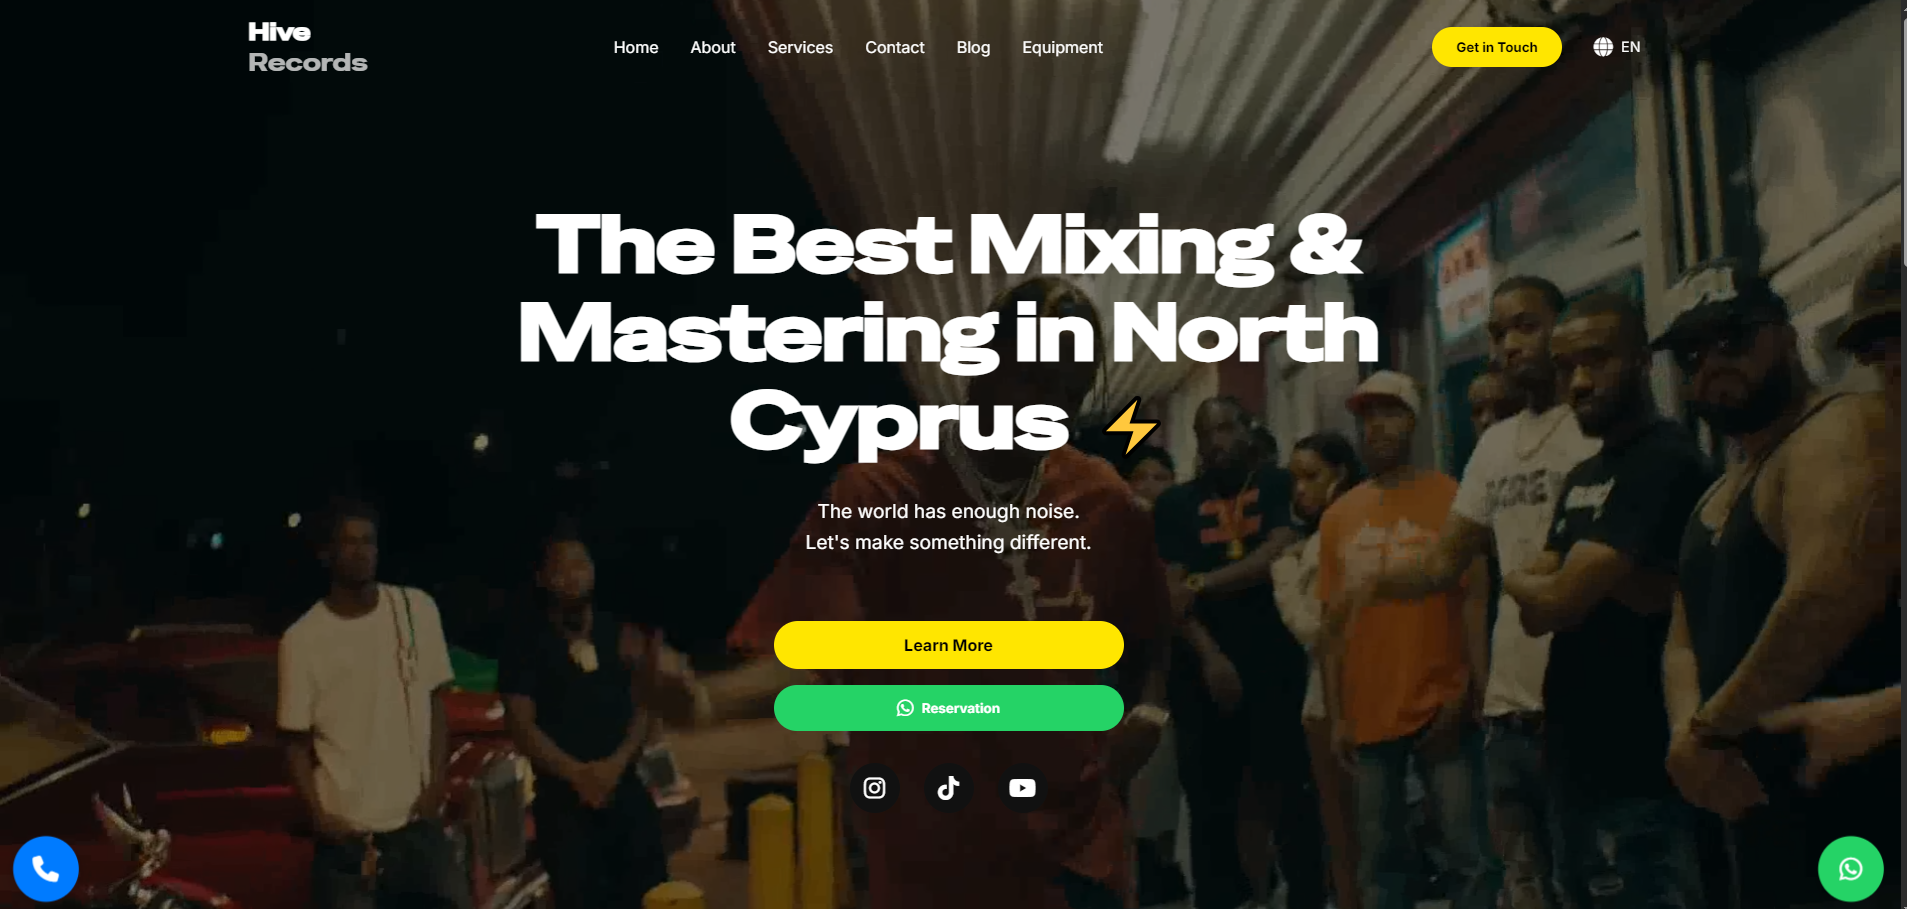 Hive
Records
Home
About
Services
Contact
Blog
Equipment
Get in Touch
EN
The Best Mixing &
Mastering in North
Cyprus ⚡
The world has enough noise.
Let's make something different.
Learn More
Reservation